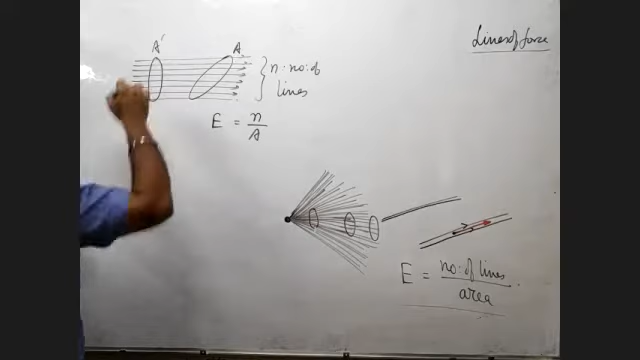 Lines of force
A' A
n. no: of
lines
E = n/A
E = no: of lines/area